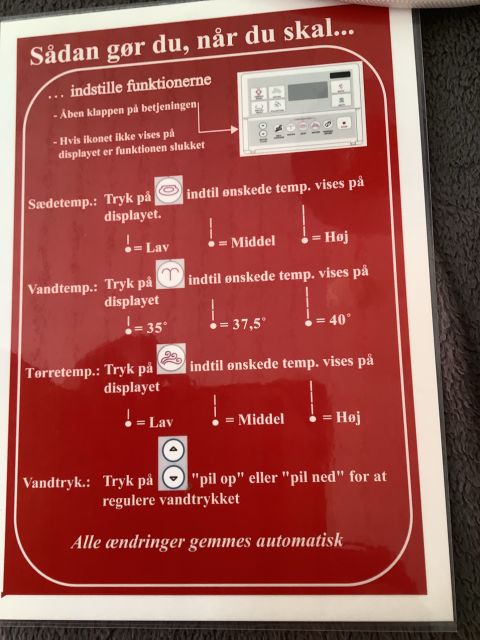 Sådan gør du, når du skal...
... indstille funktionerne
- Åben klappen på betjeningen
- Hvis ikonet ikke vises på
displayet er funktionen slukket
Sædetemp.: Tryk på indtil ønskede temp. vises på
displayet.
= Lav = Middel = Høj
Vandtemp.: Tryk på indtil ønskede temp. vises på
displayet
= 35° = 37,5° = 40°
Tørretemp.: Tryk på indtil ønskede temp. vises på
displayet
= Lav = Middel = Høj
Vandtryk.: Tryk på "pil op" eller "pil ned" for at
regulere vandtrykket
Alle ændringer gemmes automatisk